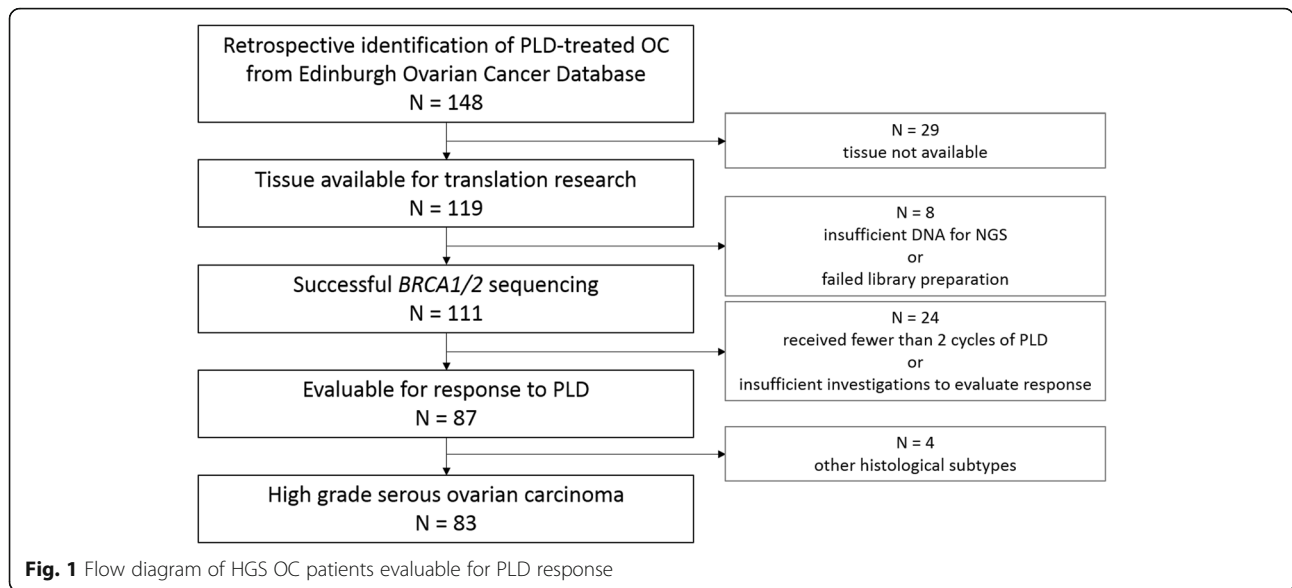 Retrospective identification of PLD-treated OC
from Edinburgh Ovarian Cancer Database
N = 148
N = 29
tissue not available
Tissue available for translation research
N = 119
N = 8
insufficient DNA for NGS
or
failed library preparation
Successful BRCA1/2 sequencing
N = 111
N = 24
received fewer than 2 cycles of PLD
or
insufficient investigations to evaluate response
Evaluable for response to PLD
N = 87
N = 4
other histological subtypes
High grade serous ovarian carcinoma
N = 83
Fig. 1 Flow diagram of HGS OC patients evaluable for PLD response